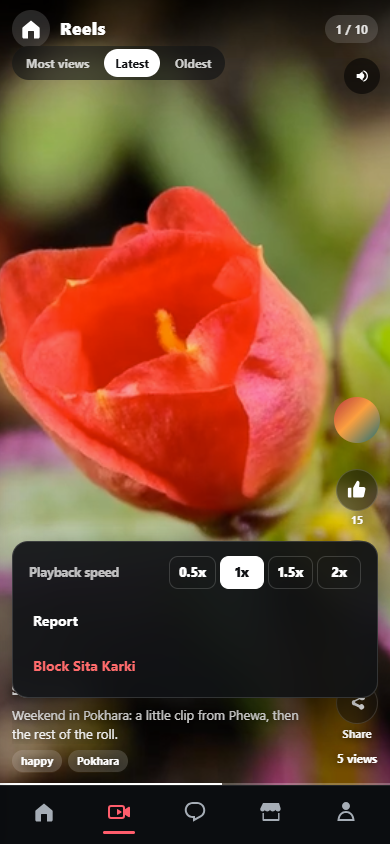 Reels
1 / 10
Most views Latest Oldest
15
Playback speed 0.5x 1x 1.5x 2x
Report
Block Sita Karki
Weekend in Pokhara: a little clip from Phewa, then
the rest of the roll.
Share
happy Pokhara
5 views